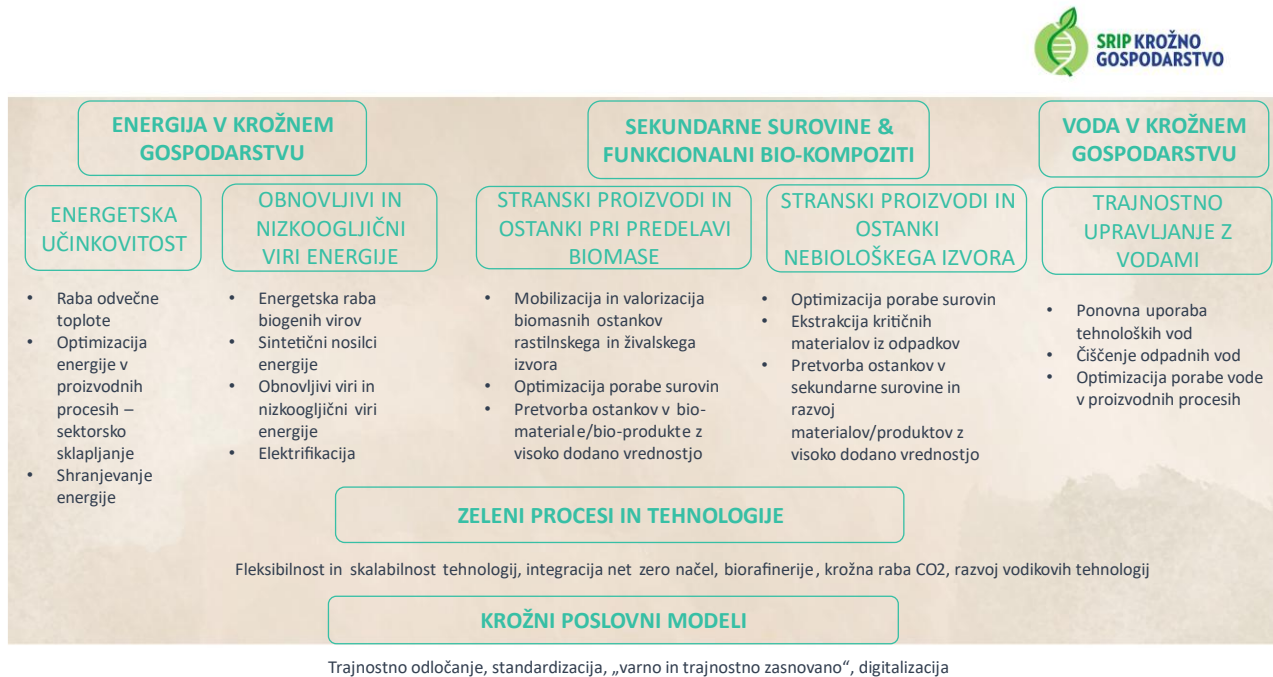 SRIP KROŽNO
GOSPODARSTVO
ENERGIJA V KROŽNEM
GOSPODARSTVU
SEKUNDARNE SUROVINE &
FUNKCIONALNI BIO-KOMPOZITI
VODA V KROŽNEM
GOSPODARSTVU
ENERGETSKA
UČINKOVITOST
OBNOVLJIVI IN
NIZKOOGLJIČNI
VIRI ENERGIJE
STRANSKI PROIZVODI IN
OSTANKI PRI PREDELAVI
BIOMASE
STRANSKI PROIZVODI IN
OSTANKI
NEBIOLOŠKEGA IZVORA
TRAJNOSTNO
UPRAVLJANJE Z
VODAMI
• Raba odvečne
toplote
• Optimizacija
energije v
proizvodnih
procesih –
sektorsko
sklapljanje
• Shranjevanje
energije
• Energetska raba
biogenih virov
• Sintetični nosilci
energije
• Obnovljivi viri in
nizkoogljični viri
energije
• Elektrifikacija
• Mobilizacija in valorizacija
biomasnih ostankov
rastilnskega in živalskega
izvora
• Optimizacija porabe surovin
• Pretvorba ostankov v bio-
materiale/bio-produkte z
visoko dodano vrednostjo
• Optimizacija porabe surovin
• Ekstrakcija kritičnih
materialov iz odpadkov
• Pretvorba ostankov v
sekundarne surovine in
razvoj
materialov/produktov z
visoko dodano vrednostjo
• Ponovna uporaba
tehnoloških vod
• Čiščenje odpadnih vod
• Optimizacija porabe vode
v proizvodnih procesih
ZELENI PROCESI IN TEHNOLOGIJE
Fleksibilnost in skalabilnost tehnologij, integracija net zero načel, biorafinerije, krožna raba CO2, razvoj vodikovih tehnologij
KROŽNI POSLOVNI MODELI
Trajnostno odločanje, standardizacija, „varno in trajnostno zasnovano“, digitalizacija